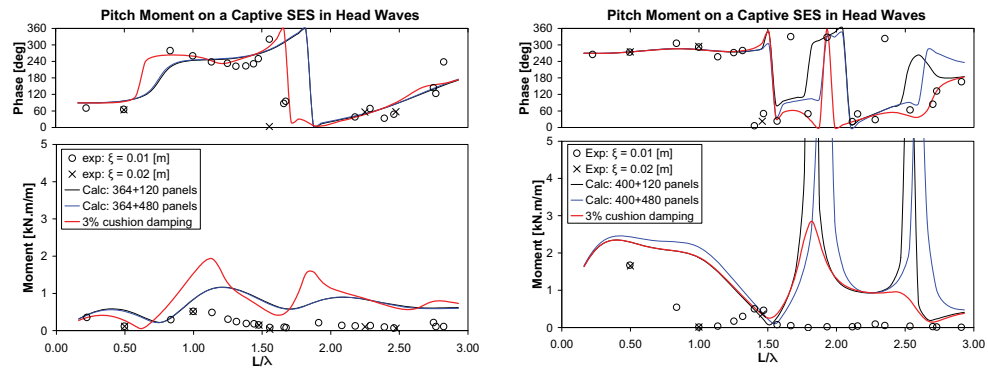 Pitch Moment on a Captive SES in Head Waves
360
300
240
180
120
60
0
Phase [deg]
5
4
3
2
1
0
Moment [kN.m/m]
exp: ξ = 0.01 [m]
exp: ξ = 0.02 [m]
Calc: 364+120 panels
Calc: 364+480 panels
3% cushion damping
0.00 0.50 1.00 1.50 2.00 2.50 3.00
L/λ
Pitch Moment on a Captive SES in Head Waves
360
300
240
180
120
60
0
Phase [deg]
5
4
3
2
1
0
Moment [kN.m/m]
Exp: ξ = 0.01 [m]
Exp: ξ = 0.02 [m]
Calc: 400+120 panels
Calc: 400+480 panels
3% cushion damping
0.00 0.50 1.00 1.50 2.00 2.50 3.00
L/λ